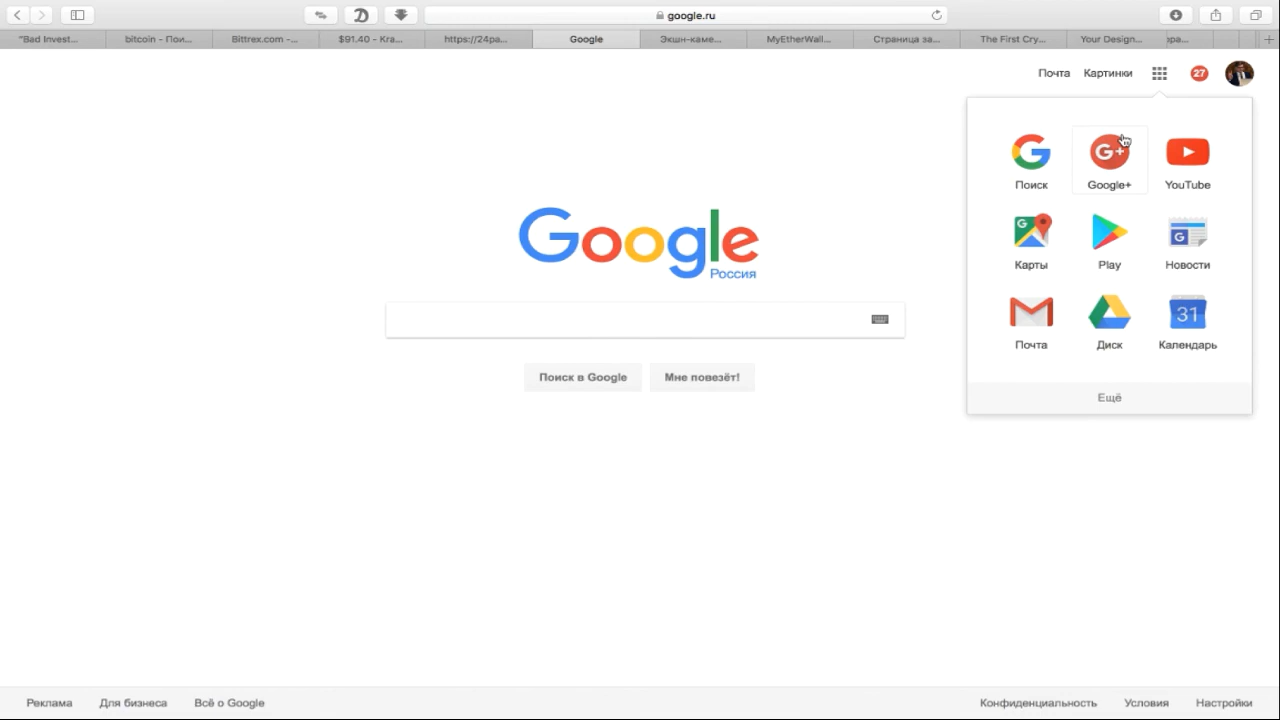 google.ru
"Bad Invest... bitcoin - Пои... Bittrex.com -... $91.40 - Kra... https://24pa... Google Экшн-каме... MyEtherWall... Страница за... The First Cry... Your Design... ра...
Почта Картинки 27
Поиск Google+ YouTube
Карты Play Новости
31
Почта Диск Календарь
Ещё
Google
Россия
Поиск в Google Мне повезёт!
Реклама Для бизнеса Всё о Google Конфиденциальность Условия Настройки